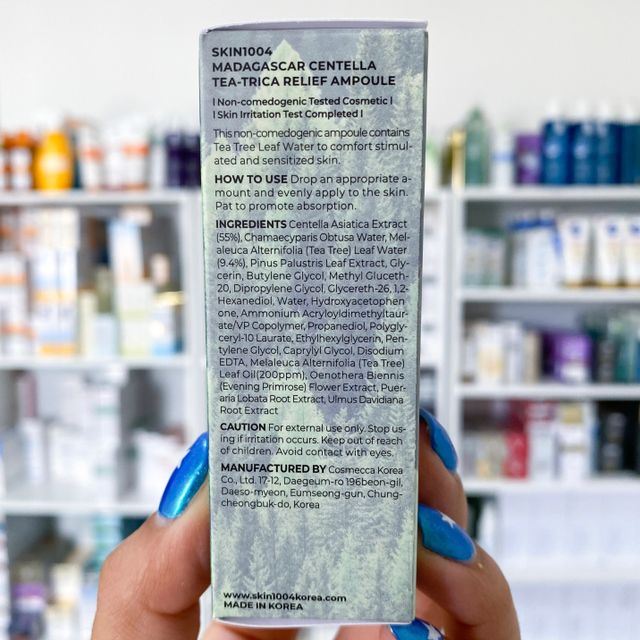 SKIN1004
MADAGASCAR CENTELLA
TEA-TRICA RELIEF AMPOULE
I Non-comedogenic Tested Cosmetic I
I Skin Irritation Test Completed I
This non-comedogenic ampoule contains
Tea Tree Leaf Water to comfort stimul-
ated and sensitized skin.
HOW TO USE Drop an appropriate a-
mount and evenly apply to the skin.
Pat to promote absorption.
INGREDIENTS Centella Asiatica Extract
(55%), Chamaecyparis Obtusa Water, Mel-
aleuca Alternifolia (Tea Tree) Leaf Water
(9.4%), Pinus Palustris Leaf Extract, Gly-
cerin, Butylene Glycol, Methyl Gluceth-
20, Dipropylene Glycol, Glycereth-26, 1,2-
Hexanediol, Water, Hydroxyacetophen
one, Ammonium Acryloyldimethyltaur-
ate/VP Copolymer, Propanediol, Polygly-
ceryl-10 Laurate, Ethylhexylglycerin, Pen-
tylene Glycol, Caprylyl Glycol, Disodium
EDTA, Melaleuca Alternifolia (Tea Tree)
Leaf Oil(200ppm), Oenothera Biennis
(Evening Primrose) Flower Extract, Puer-
aria Lobata Root Extract, Ulmus Davidiana
Root Extract
CAUTION For external use only. Stop us-
ing if irritation occurs. Keep out of reach
of children. Avoid contact with eyes.
MANUFACTURED BY Cosmecca Korea
Co., Ltd. 17-12, Daegeum-ro 196beon-gil,
Daeso-myeon, Eumseong-gun, Chung-
cheongbuk-do, Korea
www.skin1004korea.com
MADE IN KOREA